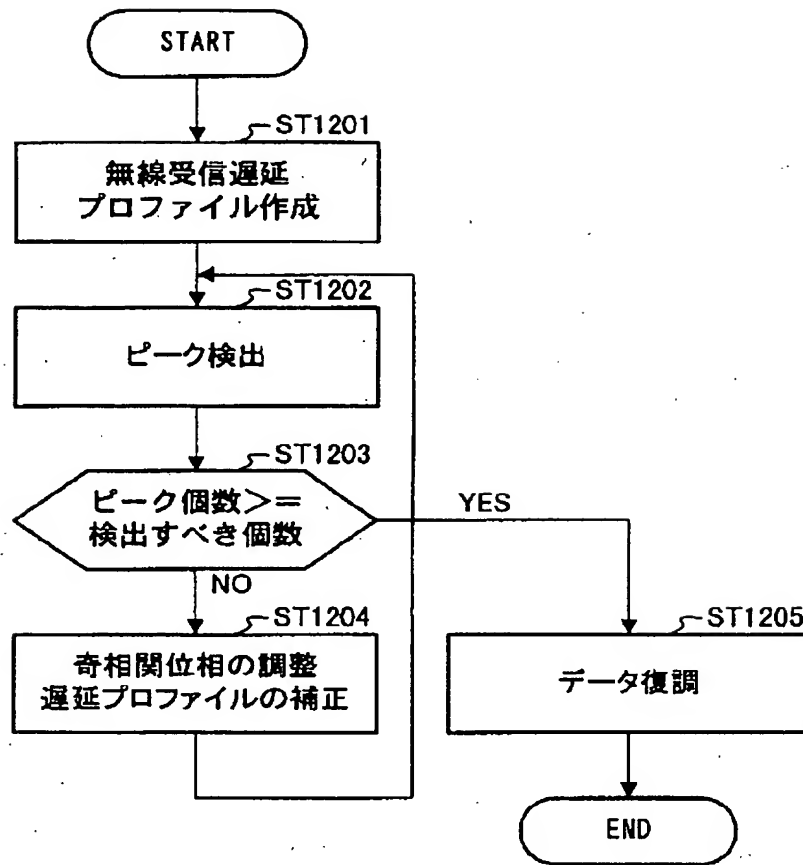 START
ST1201
無線受信遅延
プロファイル作成
ST1202
ピーク検出
ST1203
ピーク個数>=
検出すべき個数
YES
NO
ST1204
奇相関位相の調整
遅延プロファイルの補正
ST1205
データ復調
END